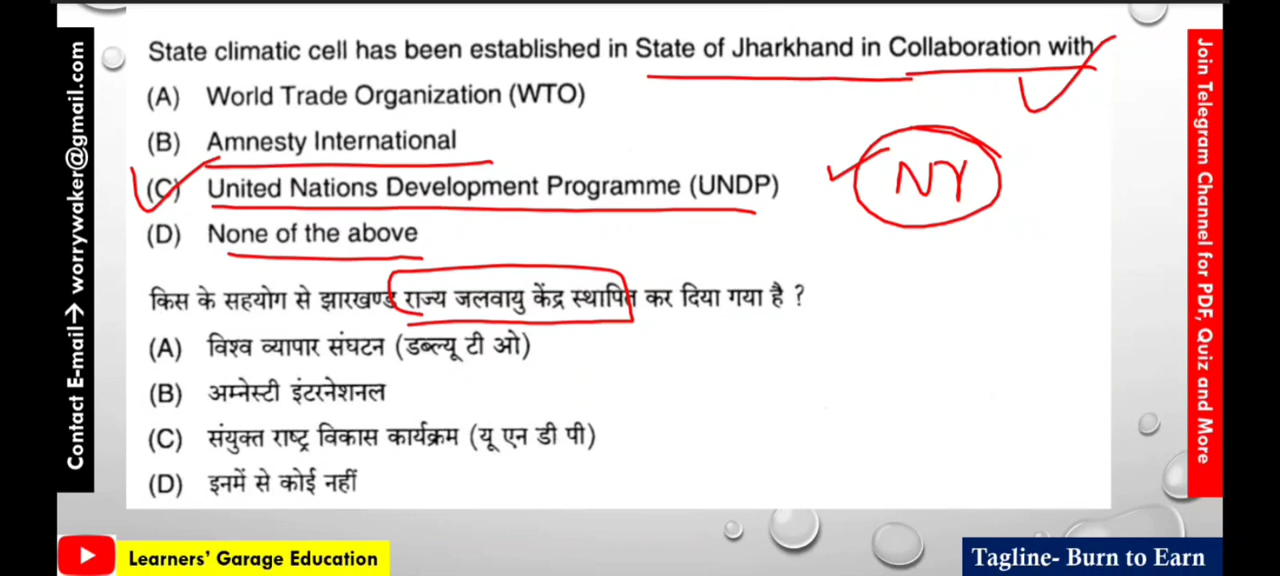 State climatic cell has been established in State of Jharkhand in Collaboration with
(A) World Trade Organization (WTO)
(B) Amnesty International
(C) United Nations Development Programme (UNDP)
(D) None of the above
NY
किस के सहयोग से झारखण्ड राज्य जलवायु केंद्र स्थापित कर दिया गया है ?
(A) विश्व व्यापार संघटन (डब्ल्यू टी ओ)
(B) अम्नेस्टी इंटरनेशनल
(C) संयुक्त राष्ट्र विकास कार्यक्रम (यू एन डी पी)
(D) इनमें से कोई नहीं
Contact E-mail→ worrywaker@gmail.com
Join Telegram Channel for PDF, Quiz and More
Learners' Garage Education
Tagline- Burn to Earn